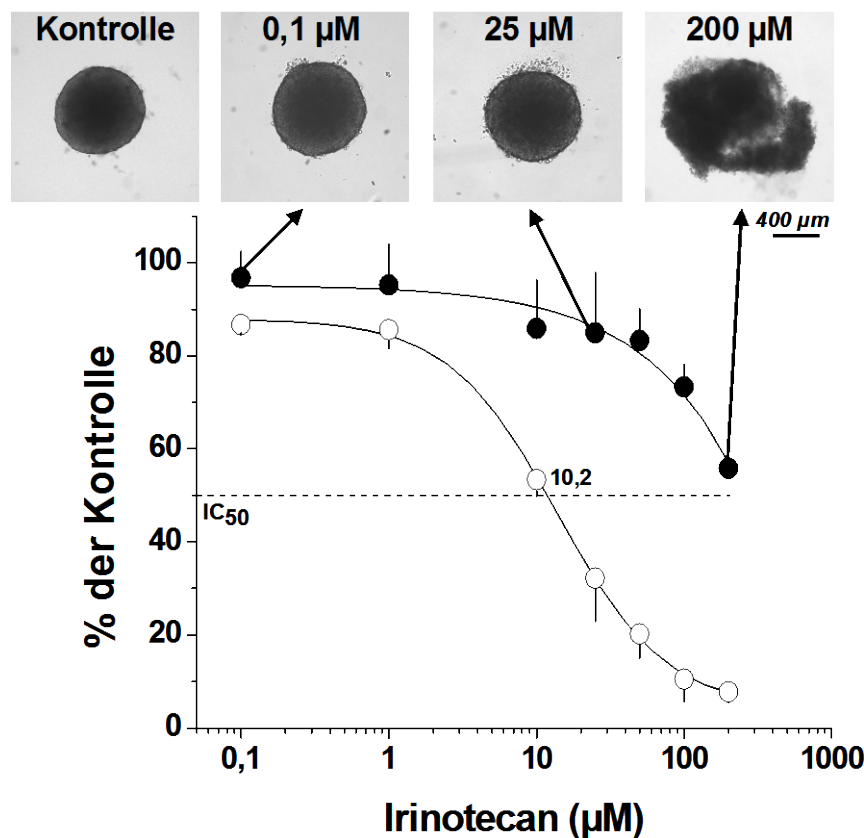 Kontrolle
0,1 µM
25 µM
200 µM
400 µm
% der Kontrolle
100
80
60
40
20
0
10,2
IC50
0,1
1
10
100
1000
Irinotecan (µM)